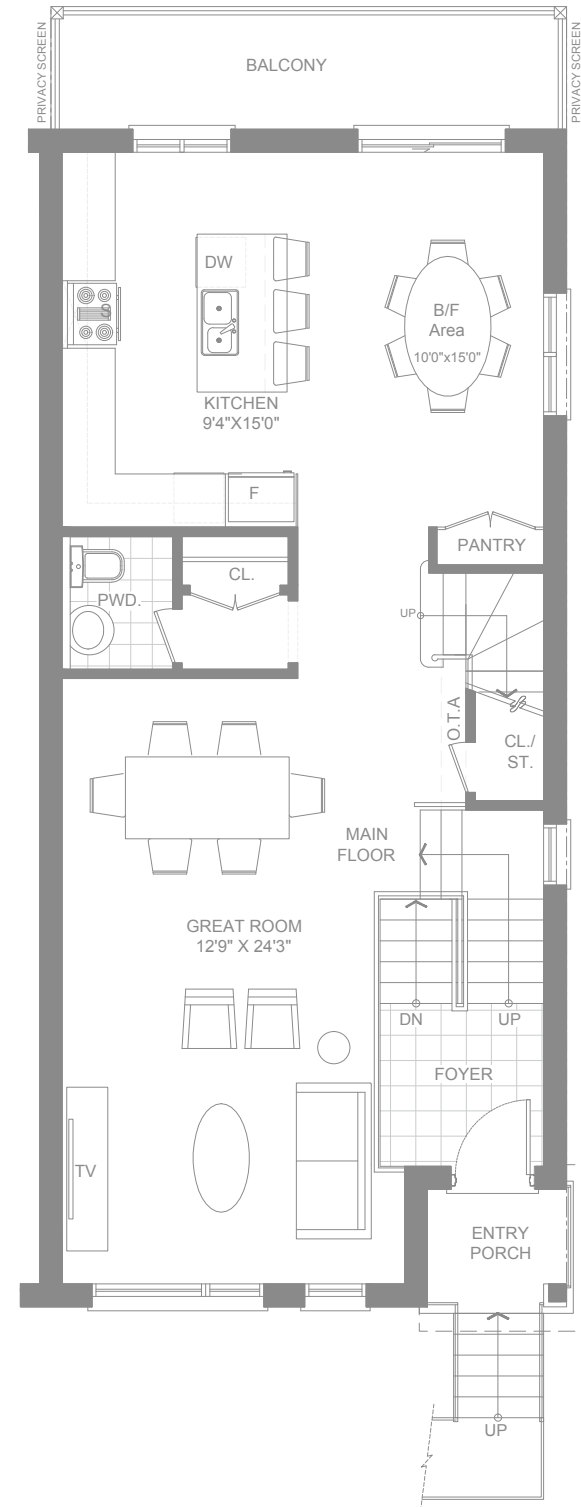 PRIVACY SCREEN
BALCONY
PRIVACY SCREEN
DW
S
B/F
Area
10'0"x15'0"
KITCHEN
9'4"X15'0"
F
PANTRY
CL.
PWD.
UP
O.T.A
CL./
ST.
MAIN
FLOOR
GREAT ROOM
12'9" X 24'3"
DN
UP
FOYER
TV
ENTRY
PORCH
UP